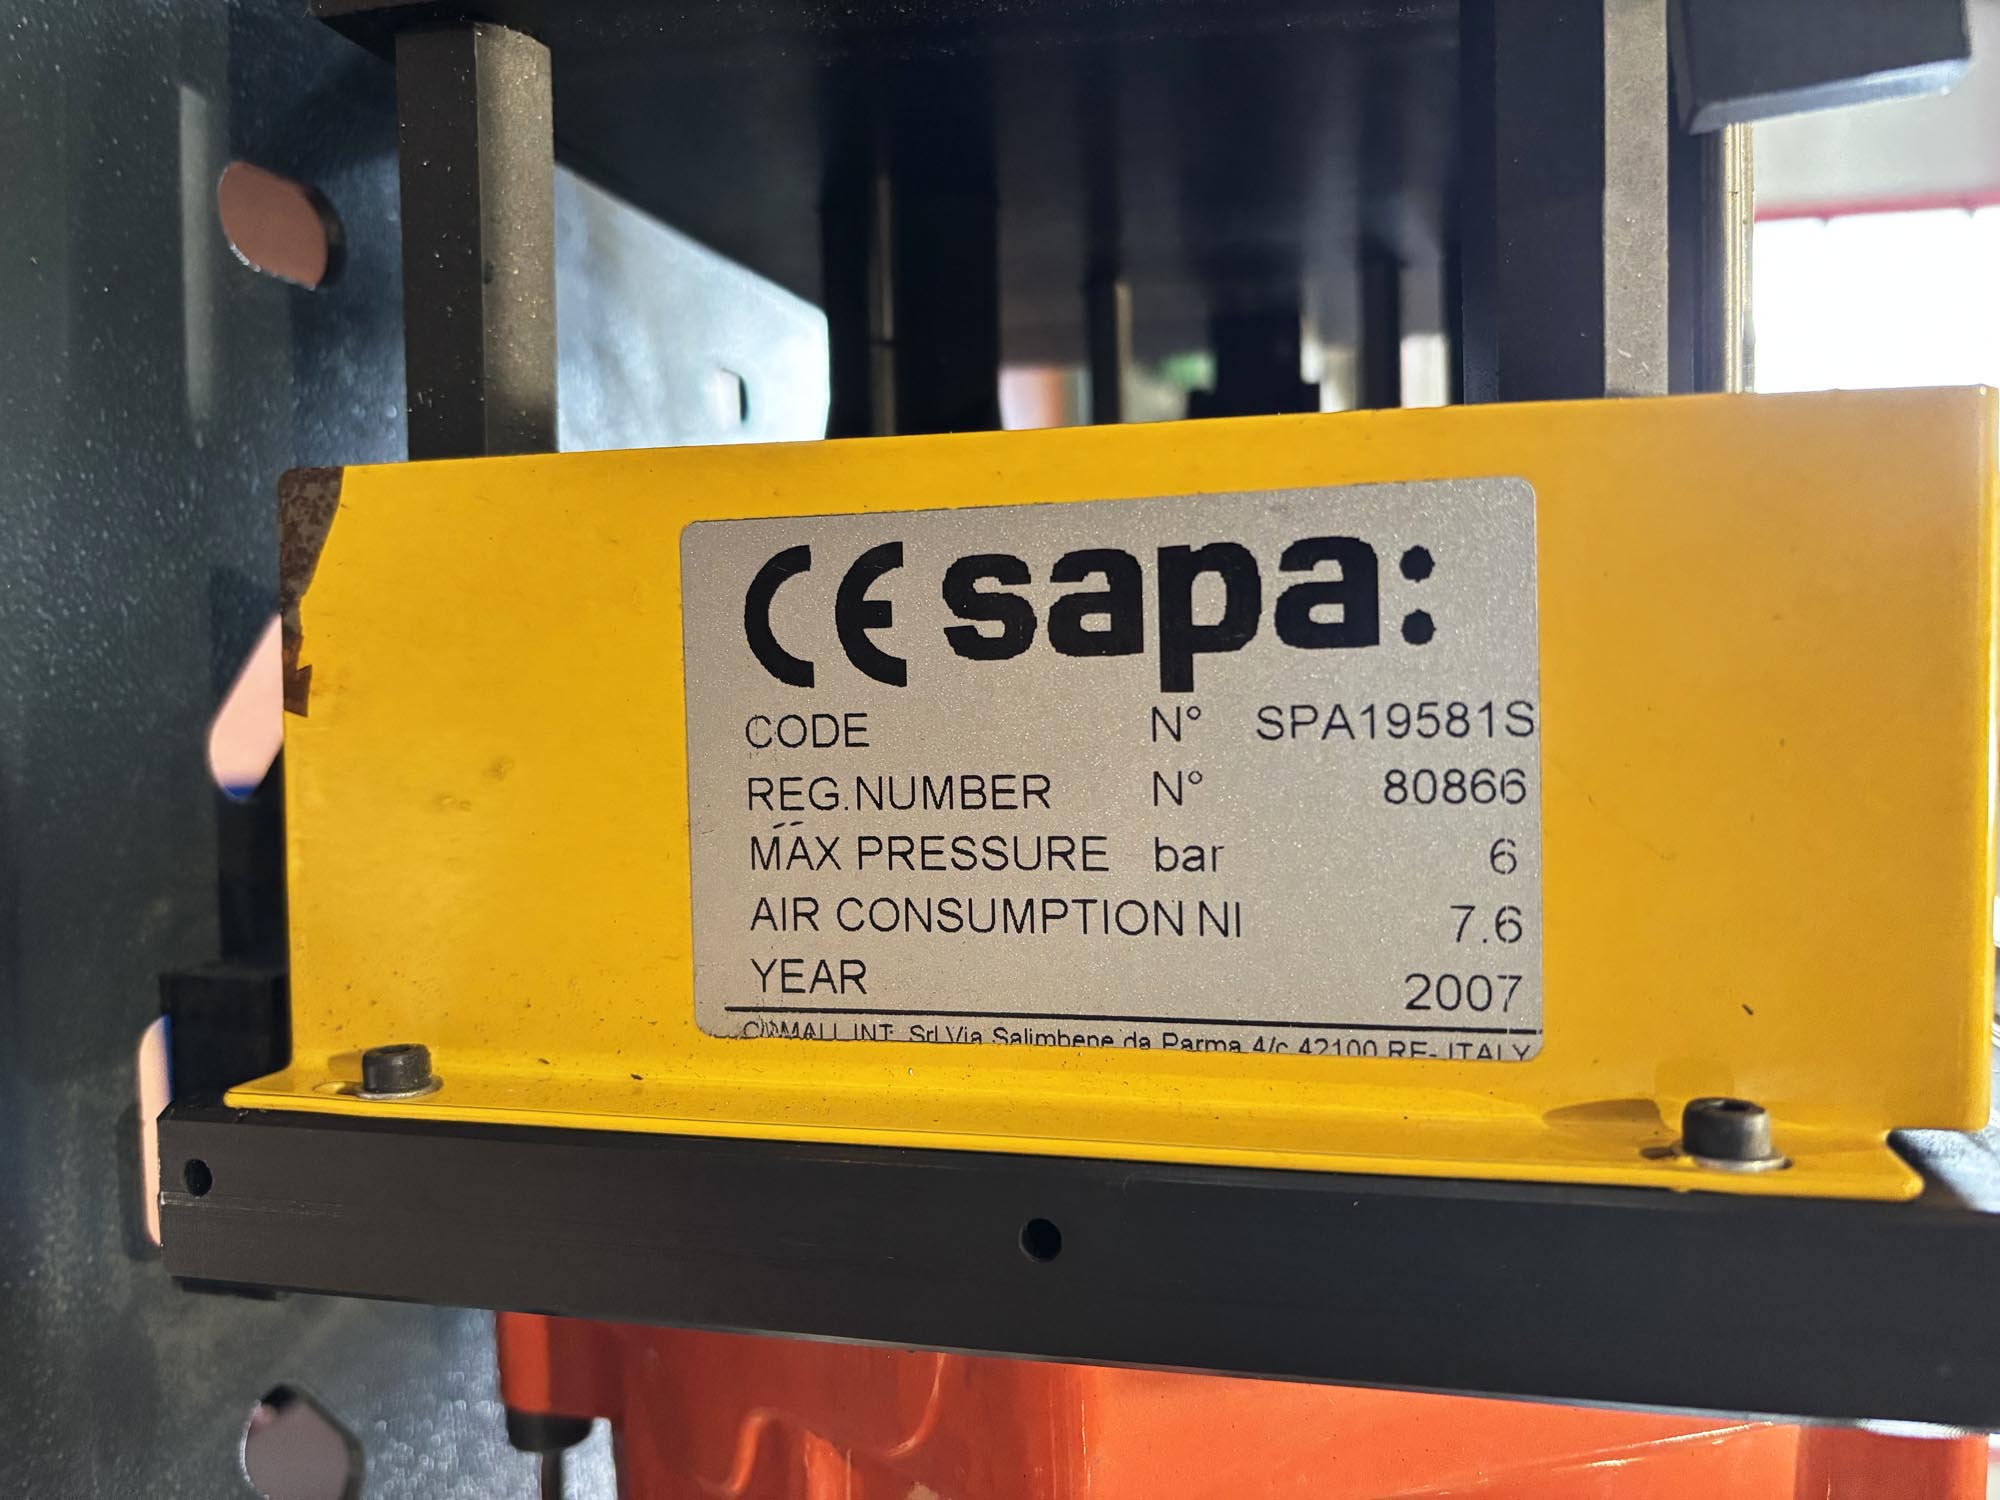 CE sapa:
CODE N° SPA19581S
REG.NUMBER N° 80866
MAX PRESSURE bar 6
AIR CONSUMPTION Nl 7.6
YEAR 2007
INT. Srl Via Salimbene da Parma 4/c 42100 RE- ITALY